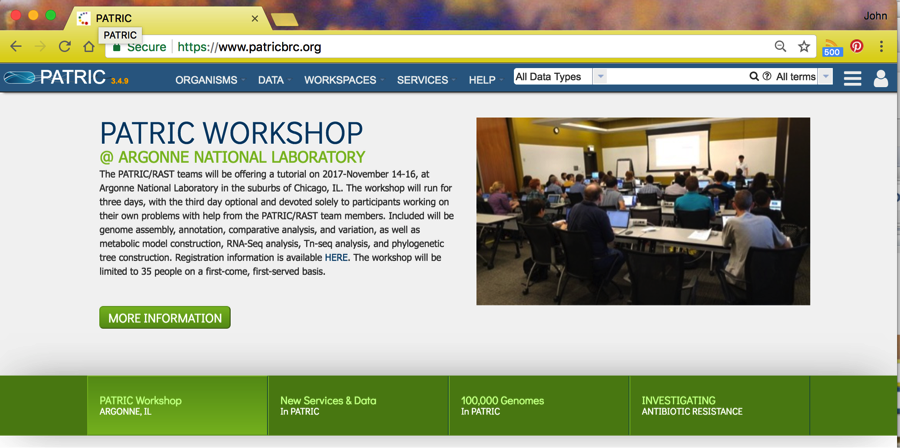 PATRIC
John
PATRIC
Secure https://www.patricbrc.org
500
PATRIC 3.4.9 ORGANISMS DATA WORKSPACES SERVICES HELP All Data Types All terms
PATRIC WORKSHOP
@ ARGONNE NATIONAL LABORATORY
The PATRIC/RAST teams will be offering a tutorial on 2017-November 14-16, at
Argonne National Laboratory in the suburbs of Chicago, IL. The workshop will run for
three days, with the third day optional and devoted solely to participants working on
their own problems with help from the PATRIC/RAST team members. Included will be
genome assembly, annotation, comparative analysis, and variation, as well as
metabolic model construction, RNA-Seq analysis, Tn-seq analysis, and phylogenetic
tree construction. Registration information is available HERE. The workshop will be
limited to 35 people on a first-come, first-served basis.
MORE INFORMATION
PATRIC Workshop
ARGONNE, IL
New Services & Data
In PATRIC
100,000 Genomes
In PATRIC
INVESTIGATING
ANTIBIOTIC RESISTANCE